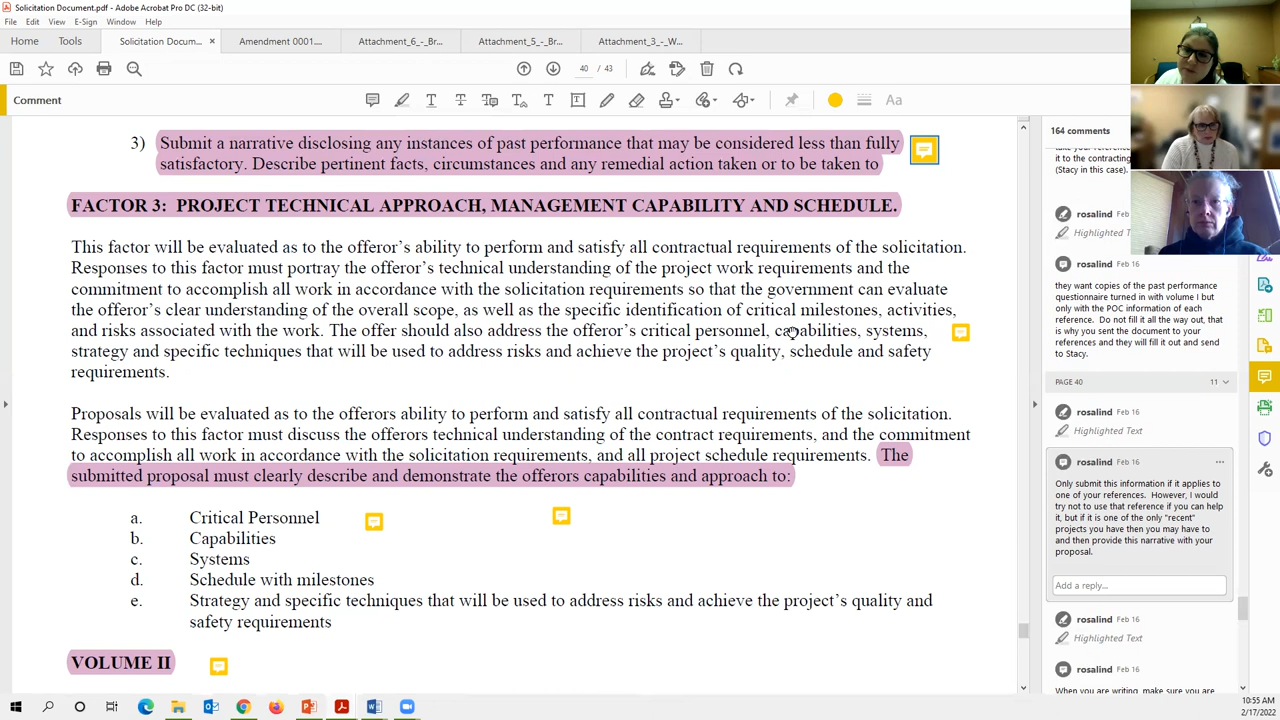 Solicitation Document.pdf - Adobe Acrobat Pro DC (32-bit)
File Edit View E-Sign Window Help
Home Tools Solicitation Docum... × Amendment 0001.... Attachment_6_-_Br... Attachment_5_-_Br... Attachment_3_-_W...
40 / 43
Comment
Aa
3) Submit a narrative disclosing any instances of past performance that may be considered less than fully
satisfactory. Describe pertinent facts, circumstances and any remedial action taken or to be taken to
FACTOR 3: PROJECT TECHNICAL APPROACH, MANAGEMENT CAPABILITY AND SCHEDULE.
This factor will be evaluated as to the offeror's ability to perform and satisfy all contractual requirements of the solicitation.
Responses to this factor must portray the offeror's technical understanding of the project work requirements and the
commitment to accomplish all work in accordance with the solicitation requirements so that the government can evaluate
the offeror's clear understanding of the overall scope, as well as the specific identification of critical milestones, activities,
and risks associated with the work. The offer should also address the offeror's critical personnel, capabilities, systems,
strategy and specific techniques that will be used to address risks and achieve the project's quality, schedule and safety
requirements.
Proposals will be evaluated as to the offerors ability to perform and satisfy all contractual requirements of the solicitation.
Responses to this factor must discuss the offerors technical understanding of the contract requirements, and the commitment
to accomplish all work in accordance with the solicitation requirements, and all project schedule requirements. The
submitted proposal must clearly describe and demonstrate the offerors capabilities and approach to:
a. Critical Personnel
b. Capabilities
c. Systems
d. Schedule with milestones
e. Strategy and specific techniques that will be used to address risks and achieve the project's quality and
safety requirements
VOLUME II
164 comments
it to the contracting
(Stacy in this case).
rosalind Feb
Highlighted T
rosalind Feb 16
they want copies of the past performance
questionnaire turned in with volume I but
only with the POC information of each
reference. Do not fill it all the way out, that
is why you sent the document to your
references and they will fill it out and send
to Stacy.
PAGE 40 11
rosalind Feb 16
Highlighted Text
rosalind Feb 16 ...
Only submit this information if it applies to
one of your references. However, I would
try not to use that reference if you can help
it, but if it is one of the only "recent"
projects you have then you may have to
and then provide this narrative with your
proposal.
Add a reply...
rosalind Feb 16
Highlighted Text
rosalind Feb 16
When you are writing, make sure you are
10:55 AM
2/17/2022